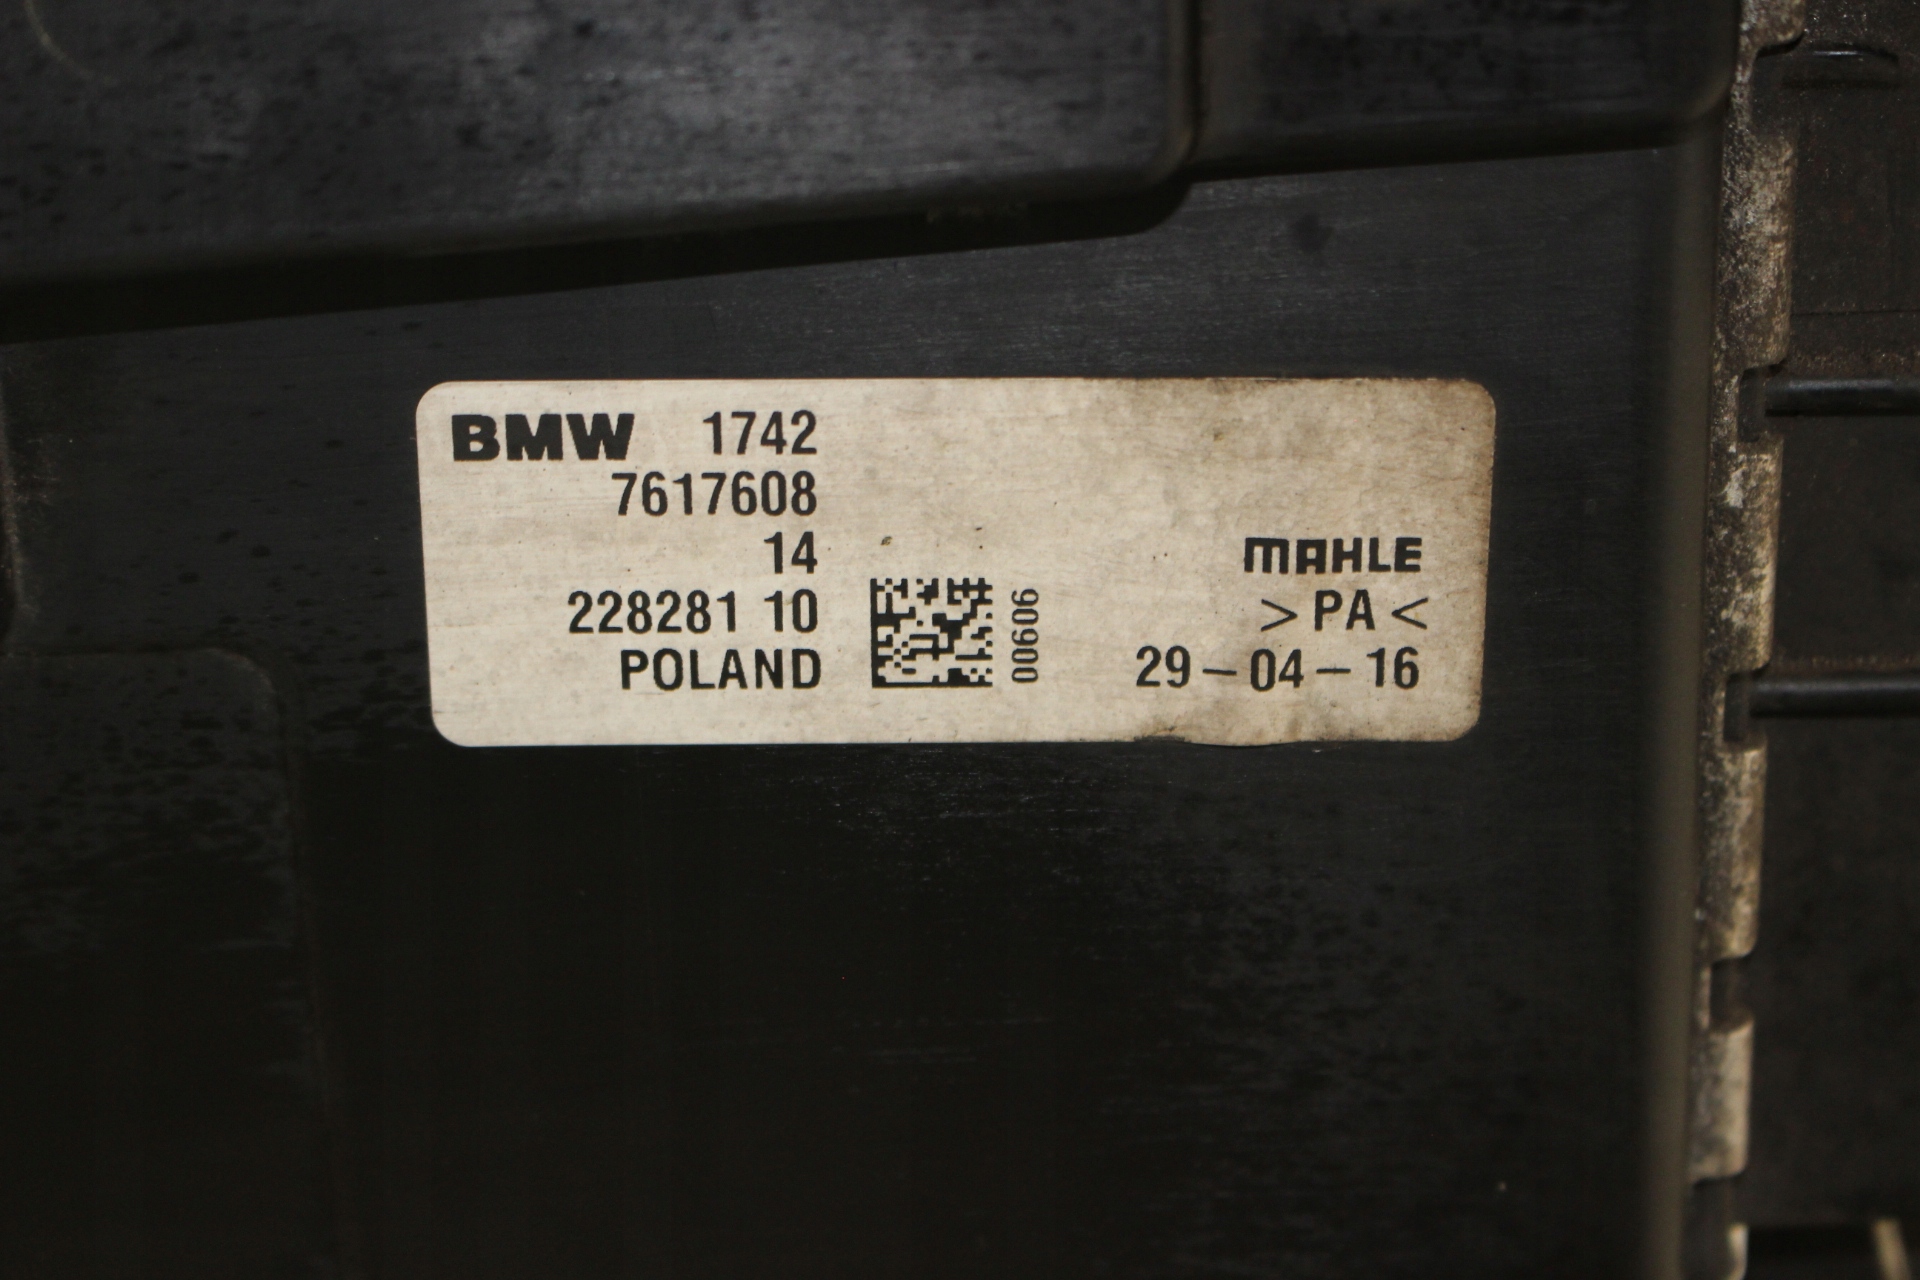 BMW 1742
7617608
14
228281 10
POLAND
00606
MAHLE
>PA<
29-04-16